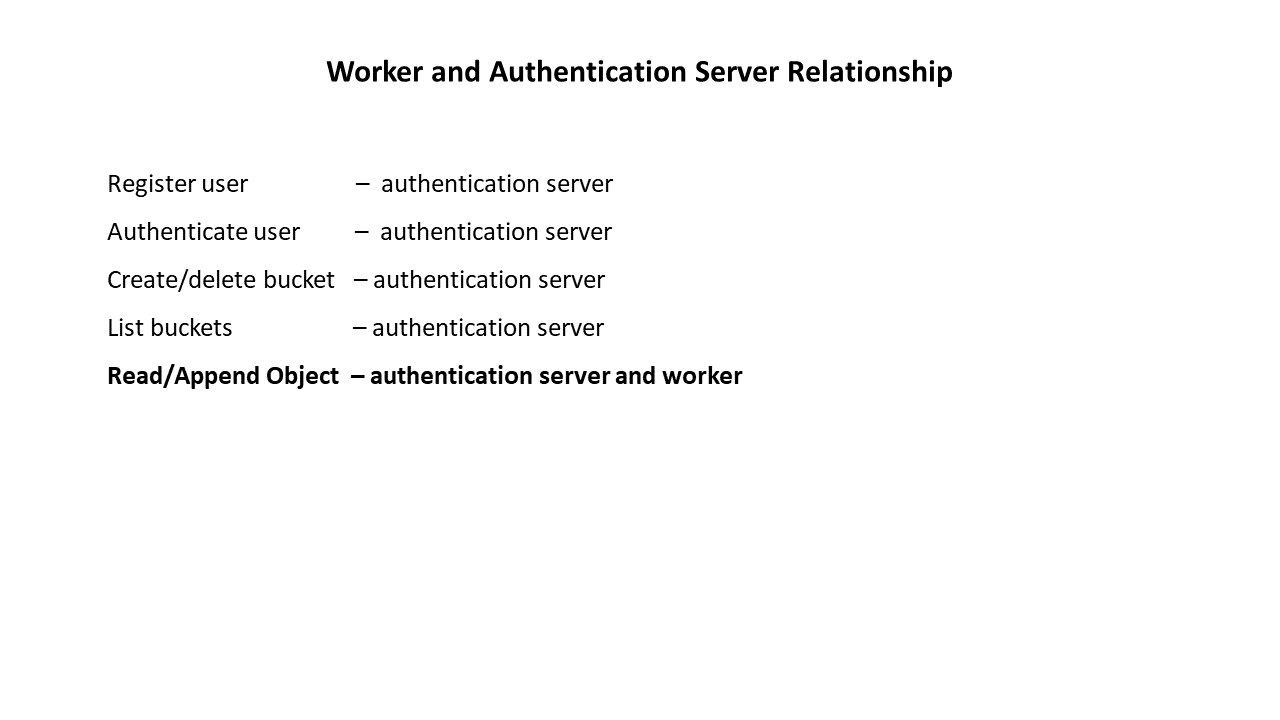 Worker and Authentication Server Relationship
Register user – authentication server
Authenticate user – authentication server
Create/delete bucket – authentication server
List buckets – authentication server
Read/Append Object – authentication server and worker